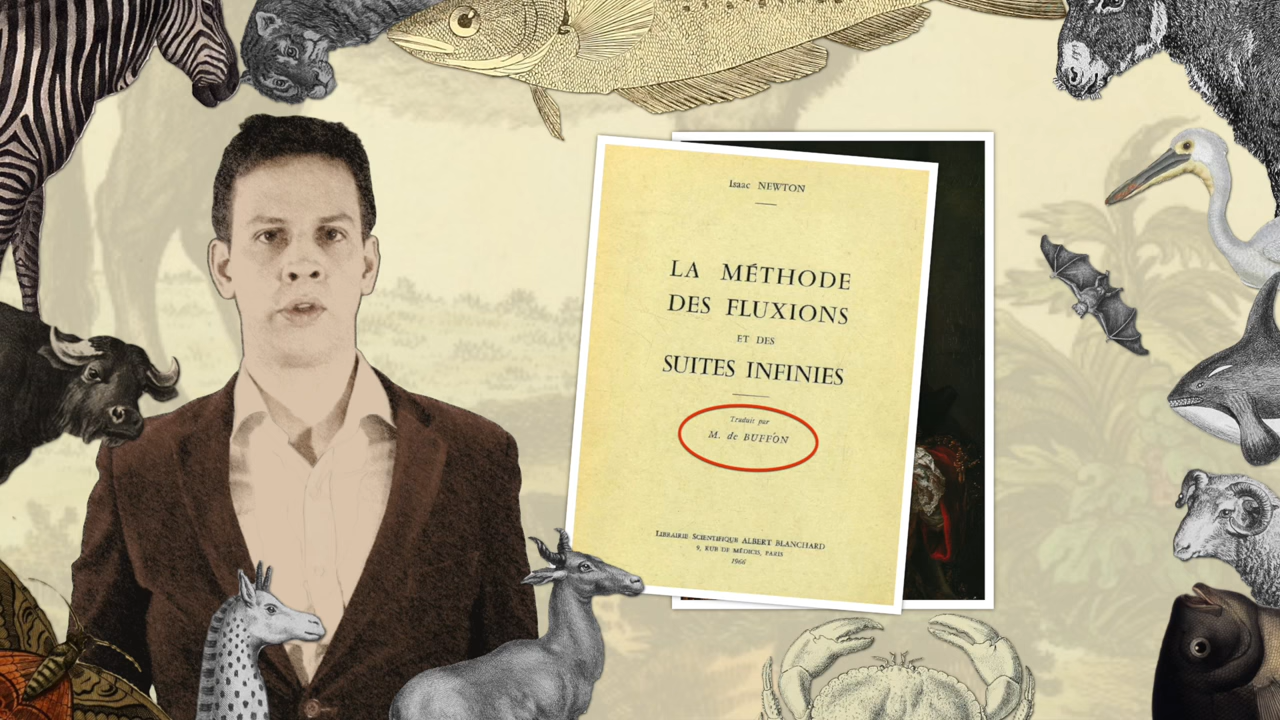 Isaac NEWTON
LA MÉTHODE
DES FLUXIONS
ET DES
SUITES INFINIES
Traduit par
M. de BUFFON
LIBRAIRIE SCIENTIFIQUE ALBERT BLANCHARD
9, RUE DE MÉDICIS, PARIS
1966